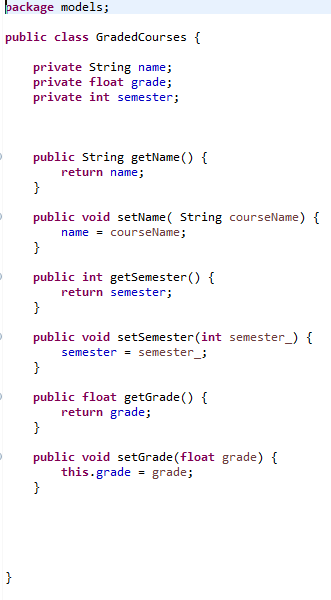 package models;
public class GradedCourses {
private String name;
private float grade;
private int semester;
public String getName() {
return name;
}
public void setName( String courseName) {
name = courseName;
}
public int getSemester() {
return semester;
}
public void setSemester(int semester_) {
semester = semester_;
}
public float getGrade() {
return grade;
}
public void setGrade(float grade) {
this.grade = grade;
}
}